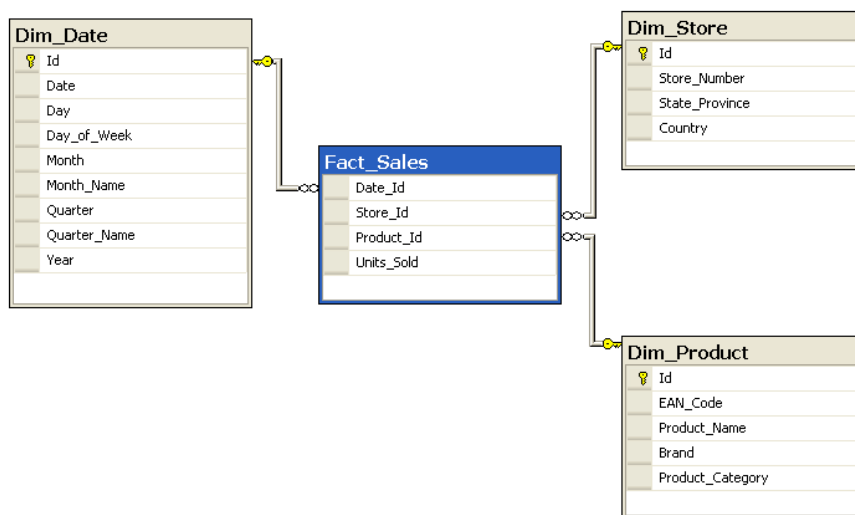 Dim_Date
Id
Date
Day
Day_of_Week
Month
Month_Name
Quarter
Quarter_Name
Year
Fact_Sales
Date_Id
Store_Id
Product_Id
Units_Sold
Dim_Store
Id
Store_Number
State_Province
Country
Dim_Product
Id
EAN_Code
Product_Name
Brand
Product_Category